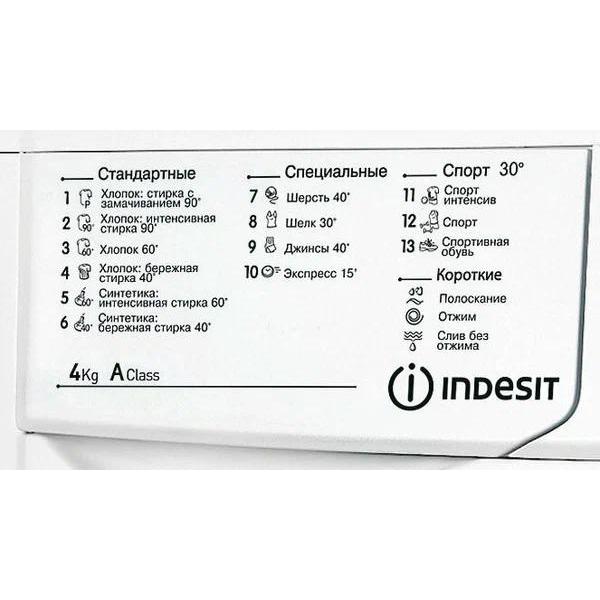 Стандартные
1 Хлопок: стирка с
замачиванием 90°
2 Хлопок: интенсивная
стирка 90°
3 Хлопок 60°
4 Хлопок: бережная
стирка 40°
5 Синтетика:
интенсивная стирка 60°
6 Синтетика:
бережная стирка 40°
4Kg A Class
Специальные
7 Шерсть 40°
8 Шелк 30°
9 Джинсы 40°
10 Экспресс 15'
Спорт 30°
11 Спорт
интенсив
12 Спорт
13 Спортивная
обувь
Короткие
Полоскание
Отжим
Слив без
отжима
INDESIT